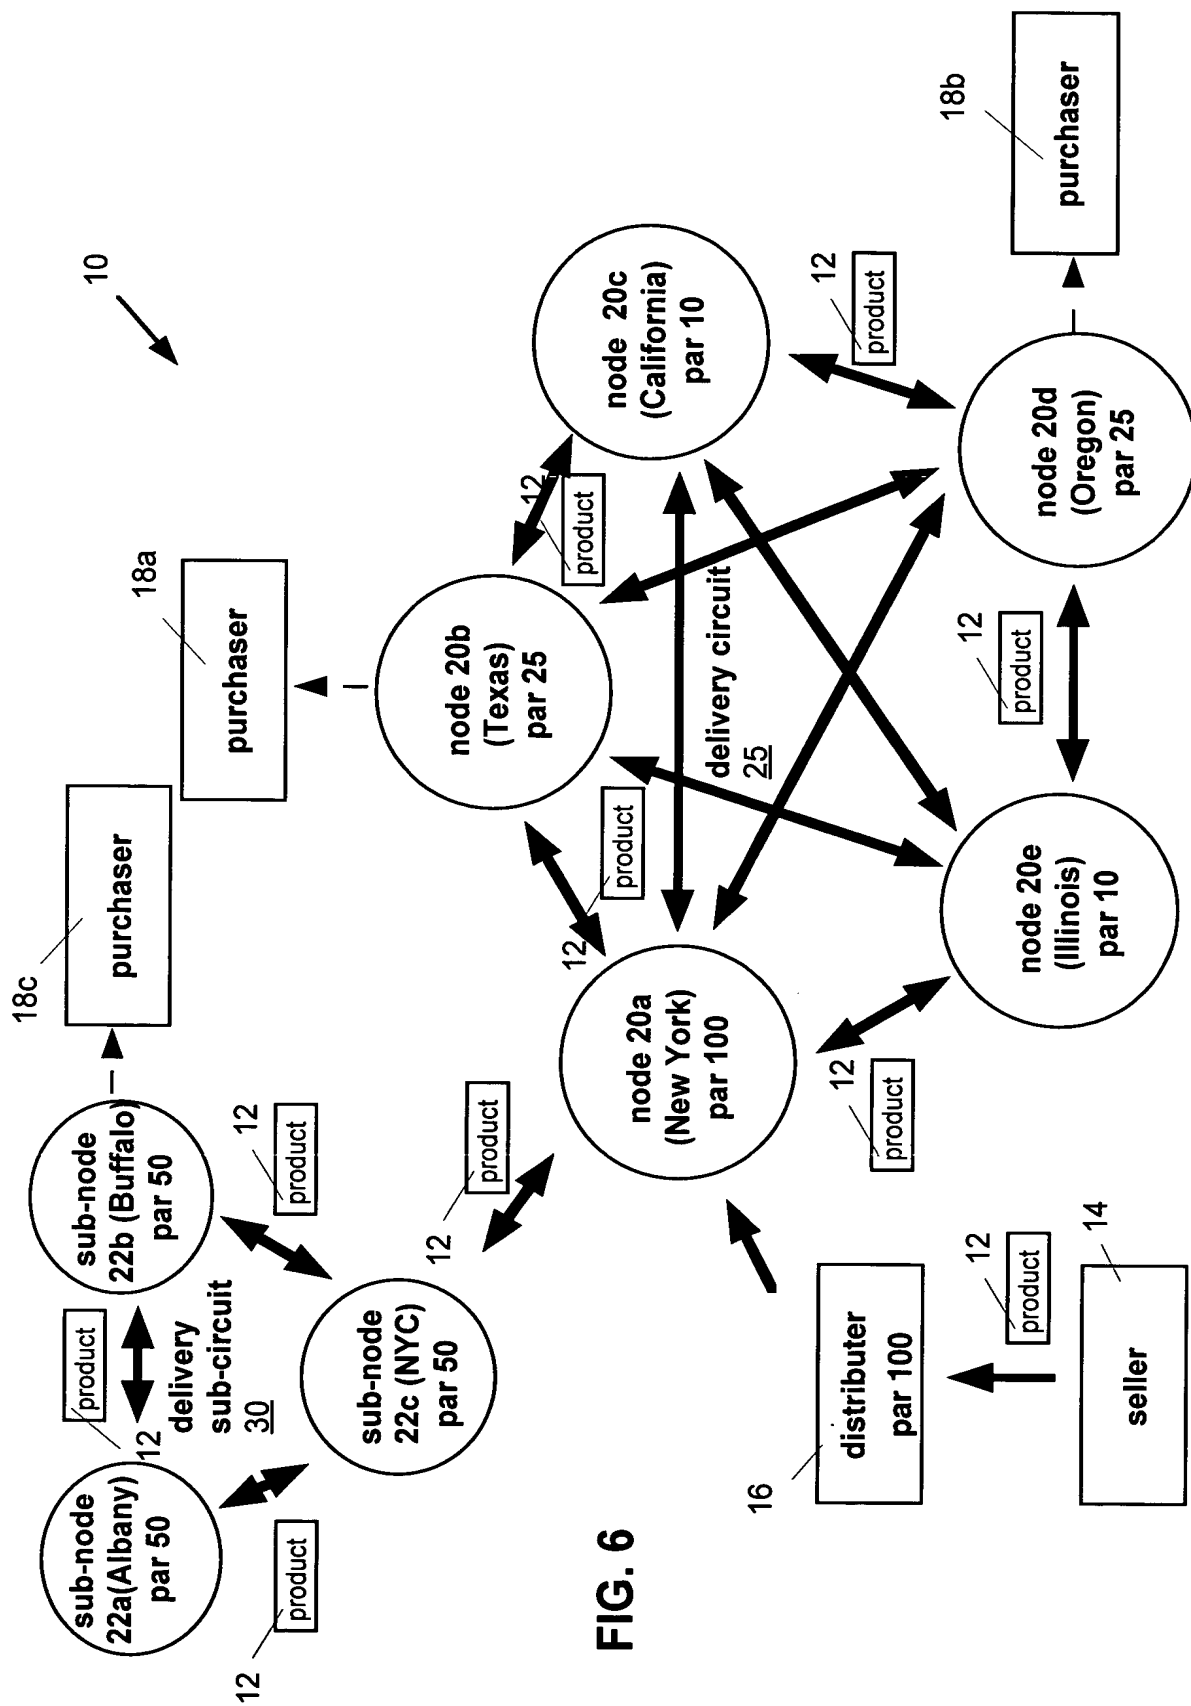 10
18c
purchaser
18a
purchaser
sub-node
22a(Albany)
par 50
12
product
sub-node
22b (Buffalo)
par 50
delivery
sub-circuit
30
12
product
12
product
sub-node
22c (NYC)
par 50
12
product
node 20b
(Texas)
par 25
12
product
node 20c
(California)
par 10
12
product
node 20a
(New York)
par 100
delivery circuit
25
12
product
18b
purchaser
12
product
node 20e
(Illinois)
par 10
12
product
node 20d
(Oregon)
par 25
16
distributer
par 100
12
product
14
seller
FIG. 6